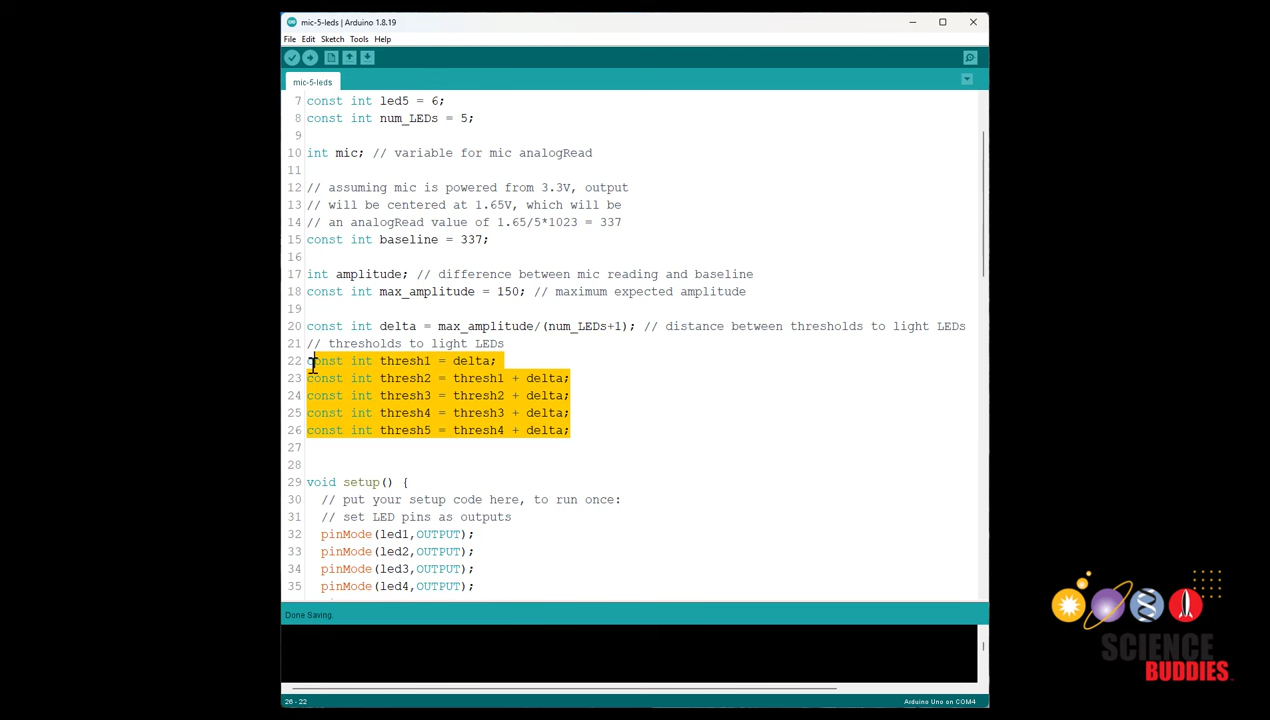 mic-5-leds | Arduino 1.8.19
File Edit Sketch Tools Help
mic-5-leds
7 const int led5 = 6;
8 const int num_LEDs = 5;
9
10 int mic; // variable for mic analogRead
11
12 // assuming mic is powered from 3.3V, output
13 // will be centered at 1.65V, which will be
14 // an analogRead value of 1.65/5*1023 = 337
15 const int baseline = 337;
16
17 int amplitude; // difference between mic reading and baseline
18 const int max_amplitude = 150; // maximum expected amplitude
19
20 const int delta = max_amplitude/(num_LEDs+1); // distance between thresholds to light LEDs
21 // thresholds to light LEDs
22 const int thresh1 = delta;
23 const int thresh2 = thresh1 + delta;
24 const int thresh3 = thresh2 + delta;
25 const int thresh4 = thresh3 + delta;
26 const int thresh5 = thresh4 + delta;
27
28
29 void setup() {
30 // put your setup code here, to run once:
31 // set LED pins as outputs
32 pinMode(led1,OUTPUT);
33 pinMode(led2,OUTPUT);
34 pinMode(led3,OUTPUT);
35 pinMode(led4,OUTPUT);
Done Saving.
26 - 22
Arduino Uno on COM4
SCIENCE
BUDDIES